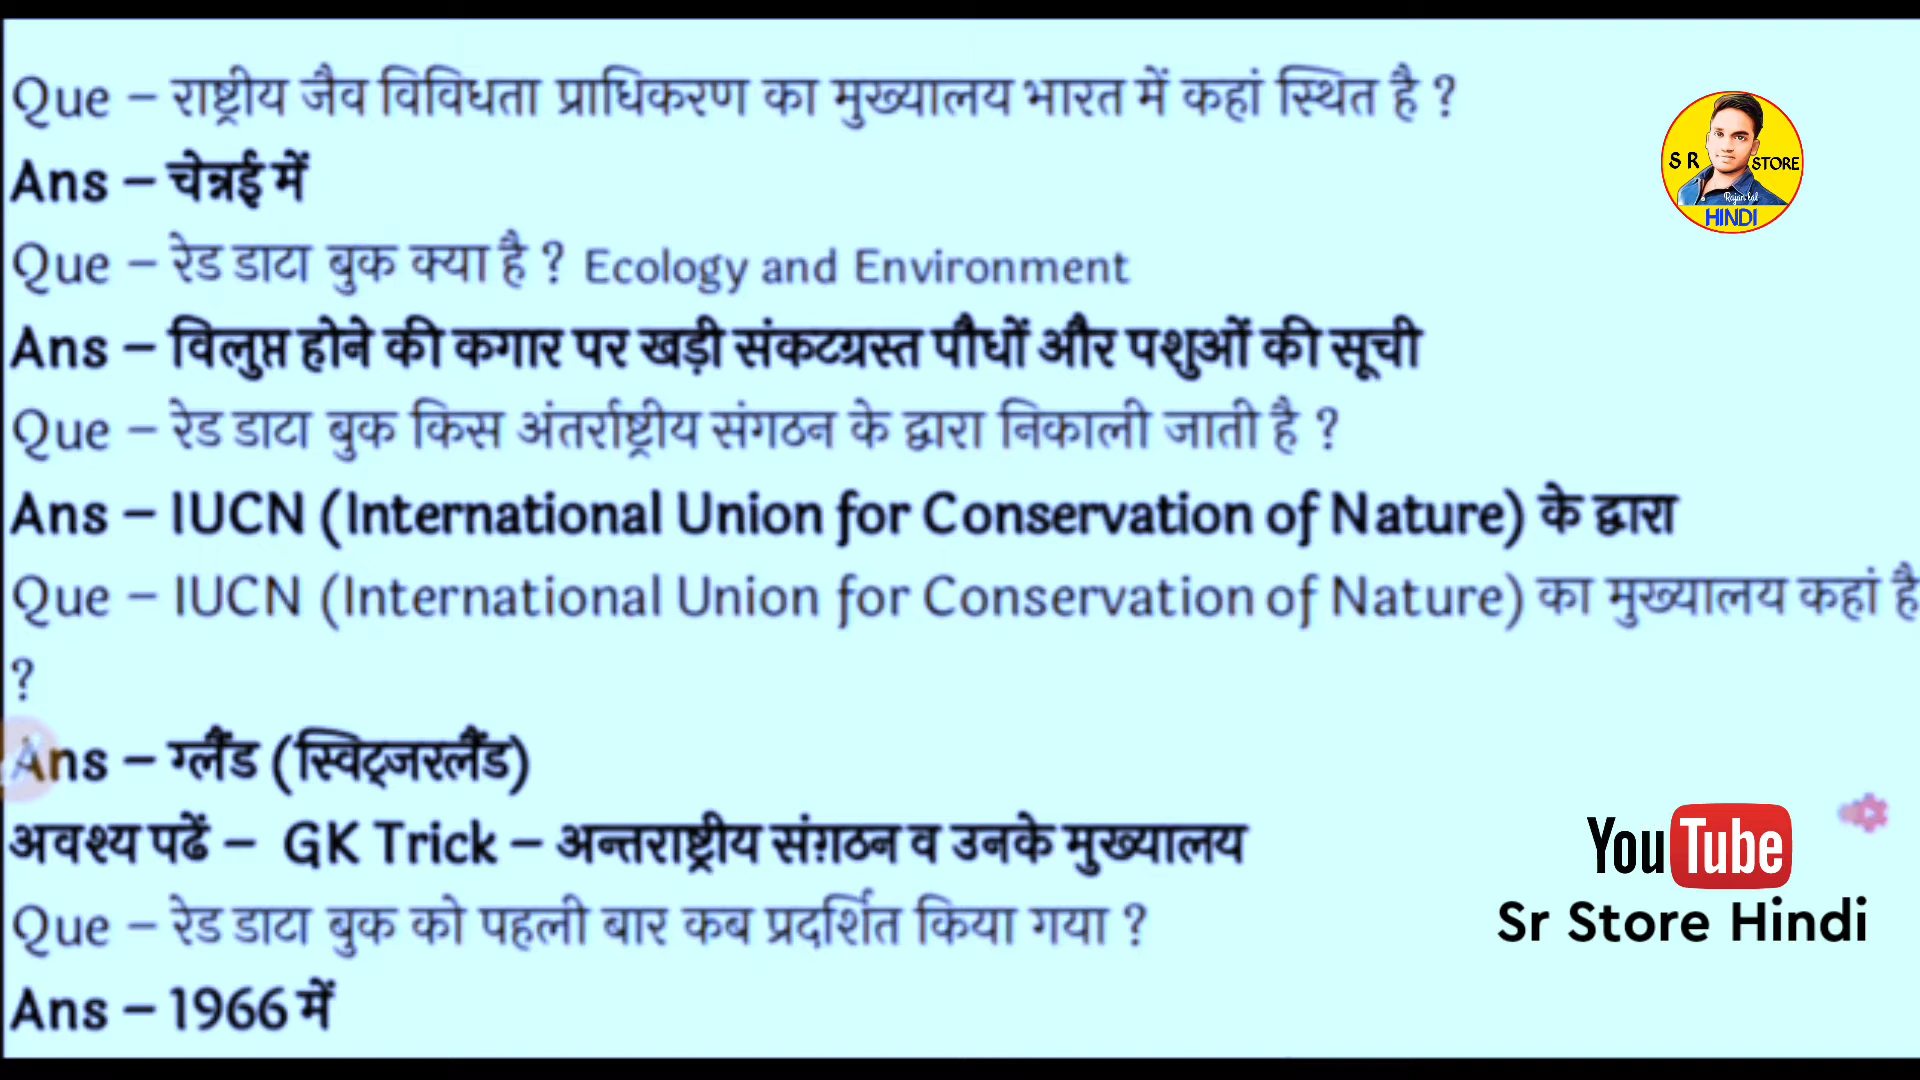 Que – राष्ट्रीय जैव विविधता प्राधिकरण का मुख्यालय भारत में कहां स्थित है ?
Ans – चेन्नई में
Que – रेड डाटा बुक क्या है ? Ecology and Environment
Ans – विलुप्त होने की कगार पर खड़ी संकटग्रस्त पौधों और पशुओं की सूची
Que – रेड डाटा बुक किस अंतर्राष्ट्रीय संगठन के द्वारा निकाली जाती है ?
Ans – IUCN (International Union for Conservation of Nature) के द्वारा
Que – IUCN (International Union for Conservation of Nature) का मुख्यालय कहां है
?
Ans – ग्लैंड (स्विट्जरलैंड)
अवश्य पढें – GK Trick – अन्तराष्ट्रीय संग़ठन व उनके मुख्यालय
Que – रेड डाटा बुक को पहली बार कब प्रदर्शित किया गया ?
Ans – 1966 में
S R STORE
Rajan lal
HINDI
YouTube
Sr Store Hindi